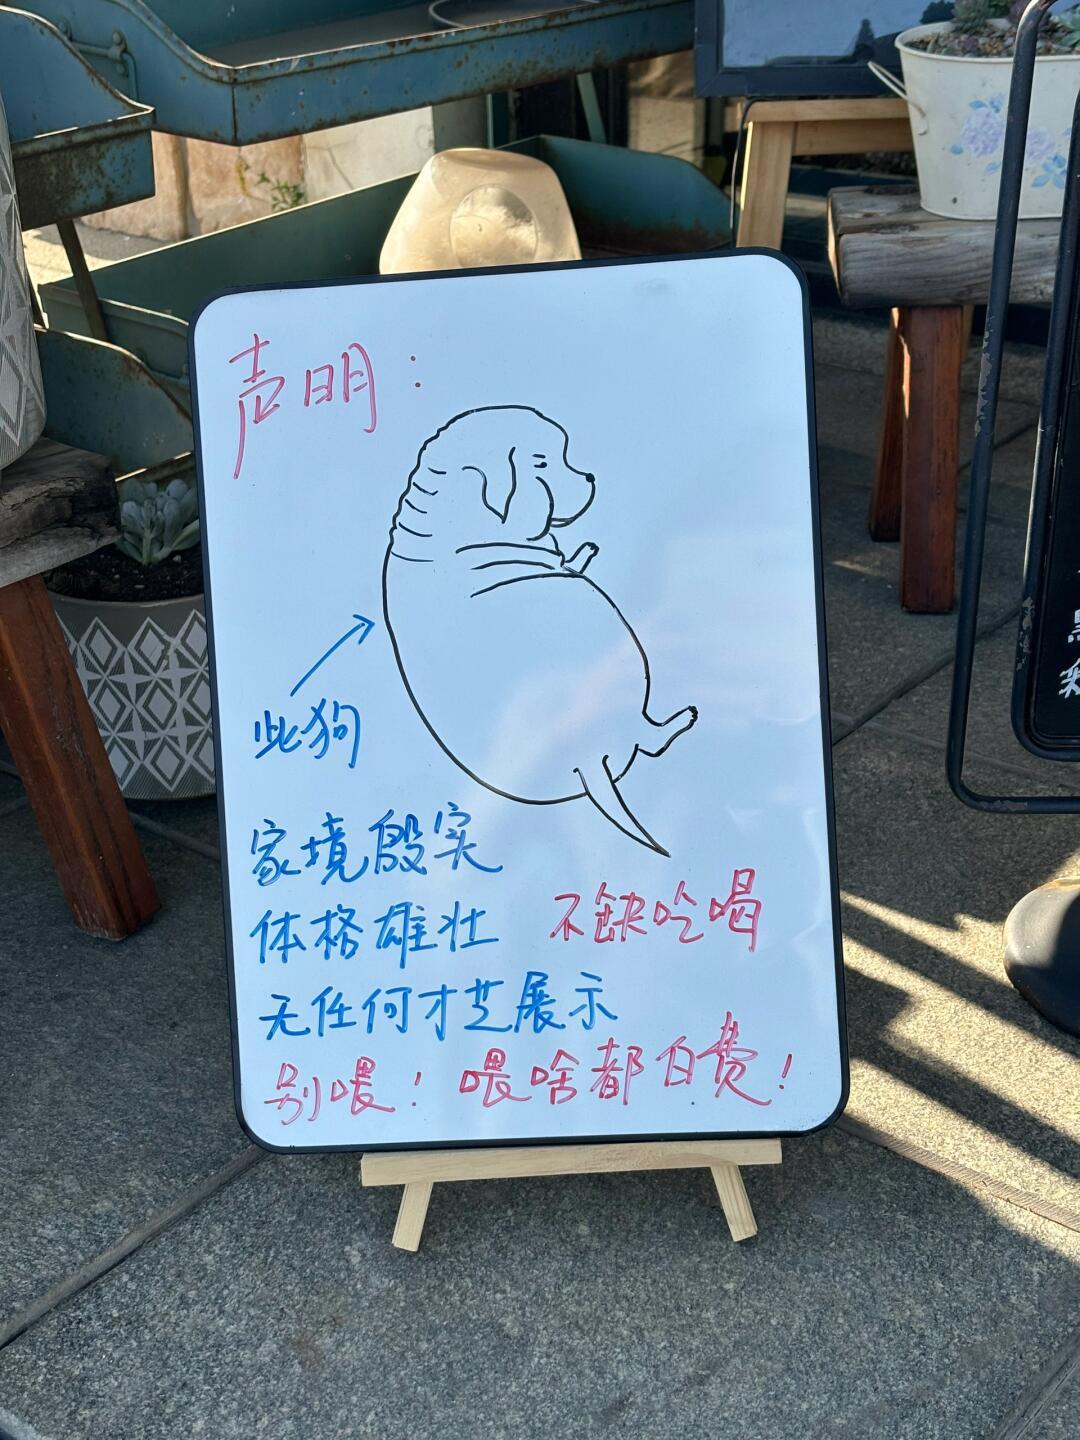 声明：
此狗
家境殷实
体格雄壮 不缺吃喝
无任何才艺展示
别喂！喂啥都白费！